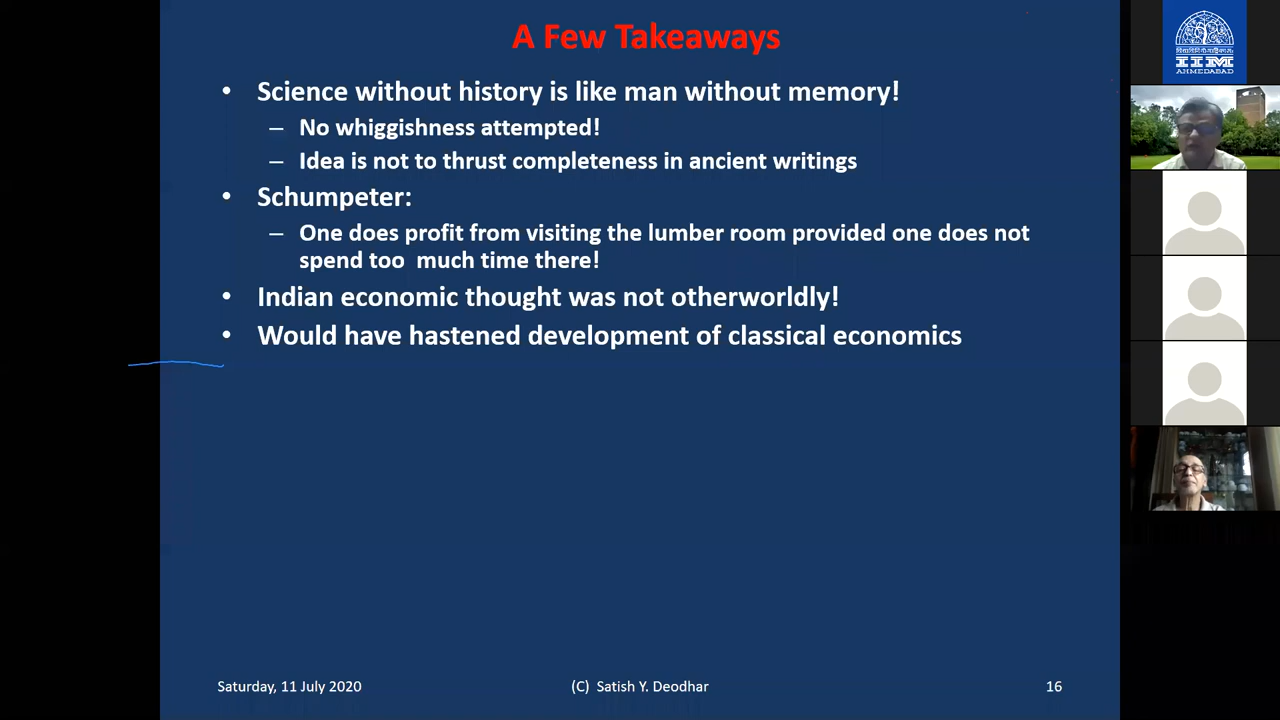 A Few Takeaways
• Science without history is like man without memory!
– No whiggishness attempted!
– Idea is not to thrust completeness in ancient writings
• Schumpeter:
– One does profit from visiting the lumber room provided one does not
spend too much time there!
• Indian economic thought was not otherworldly!
• Would have hastened development of classical economics
Saturday, 11 July 2020
(C) Satish Y. Deodhar
16
IIM
AHMEDABAD